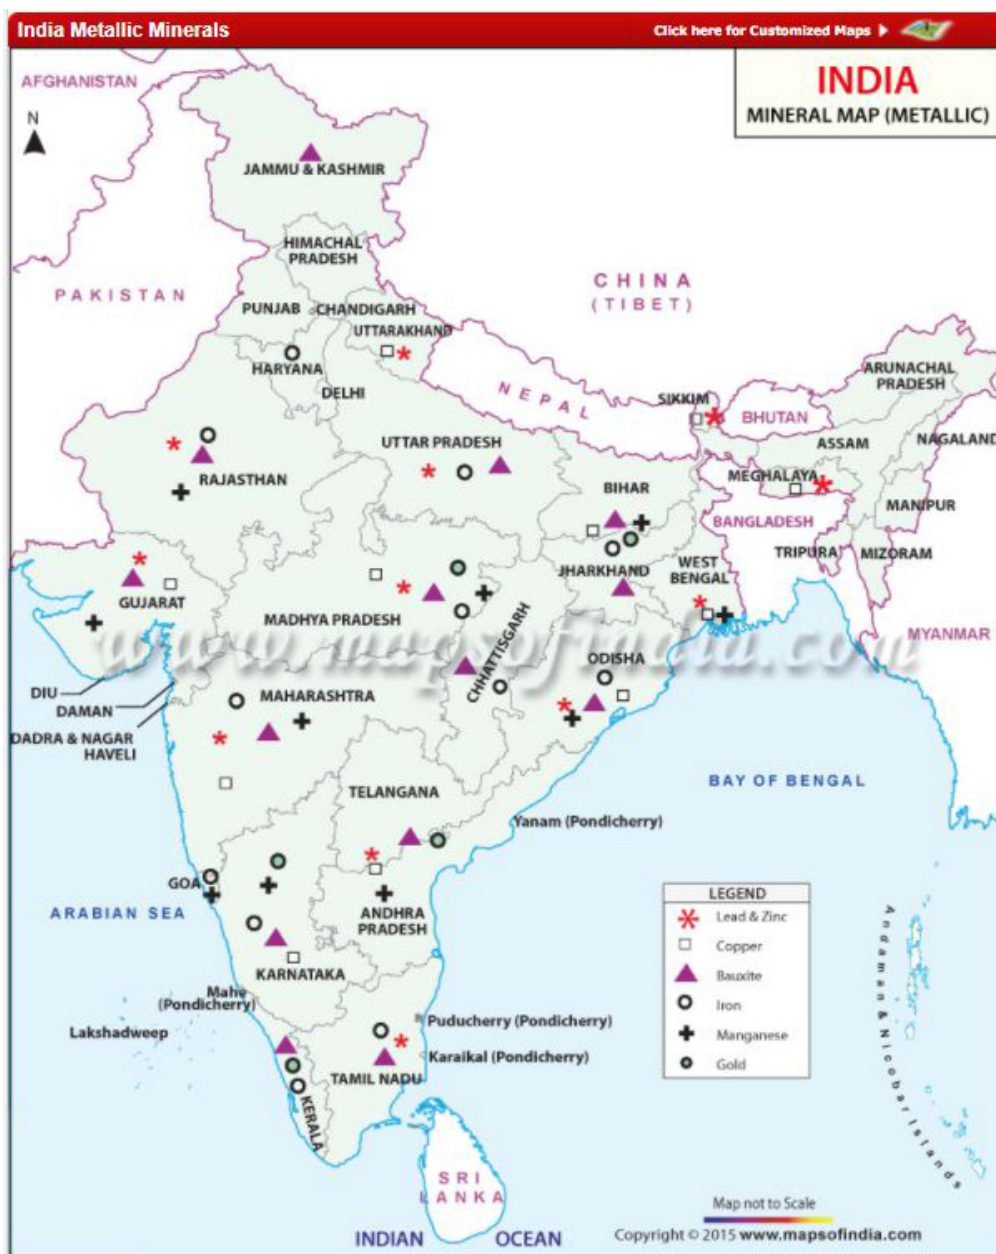 India Metallic Minerals
Click here for Customized Maps
INDIA
MINERAL MAP (METALLIC)
AFGHANISTAN
N
JAMMU & KASHMIR
HIMACHAL
PRADESH
CHINA
(TIBET)
PAKISTAN
PUNJAB
CHANDIGARH
UTTARAKHAND
HARYANA
DELHI
NEPAL
ARUNACHAL
PRADESH
SIKKIM
BHUTAN
UTTAR PRADESH
ASSAM
NAGALAND
RAJASTHAN
MEGHALAYA
BIHAR
MANIPUR
BANGLADESH
TRIPURA
MIZORAM
JHARKHAND
WEST
BENGAL
GUJARAT
MADHYA PRADESH
CHHATTISGARH
MYANMAR
www.mapsofindia.com
ODISHA
DIU
DAMAN
DADRA & NAGAR
HAVELI
MAHARASHTRA
BAY OF BENGAL
TELANGANA
Yanam (Pondicherry)
GOA
ARABIAN SEA
ANDHRA
PRADESH
KARNATAKA
LEGEND
Lead & Zinc
Copper
Bauxite
Iron
Manganese
Gold
Andaman & Nicobar Islands
Mahe
(Pondicherry)
Lakshadweep
Puducherry (Pondicherry)
Karaikal (Pondicherry)
TAMIL NADU
KERALA
SRI
LANKA
INDIAN OCEAN
Map not to Scale
Copyright © 2015 www.mapsofindia.com